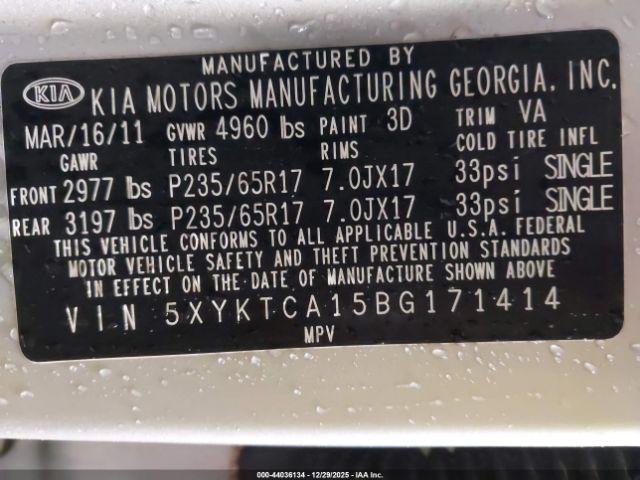 MANUFACTURED BY
KIA KIA MOTORS MANUFACTURING GEORGIA, INC.
MAR/16/11 GVWR 4960 lbs PAINT 3D TRIM VA
GAWR TIRES RIMS COLD TIRE INFL
FRONT 2977 lbs P235/65R17 7.0JX17 33psi SINGLE
REAR 3197 lbs P235/65R17 7.0JX17 33psi SINGLE
THIS VEHICLE CONFORMS TO ALL APPLICABLE U.S.A. FEDERAL
MOTOR VEHICLE SAFETY AND THEFT PREVENTION STANDARDS
IN EFFECT ON THE DATE OF MANUFACTURE SHOWN ABOVE
VIN 5XYKTCA15BG171414
MPV
000-44036134 - 12/29/2025 - IAA Inc.